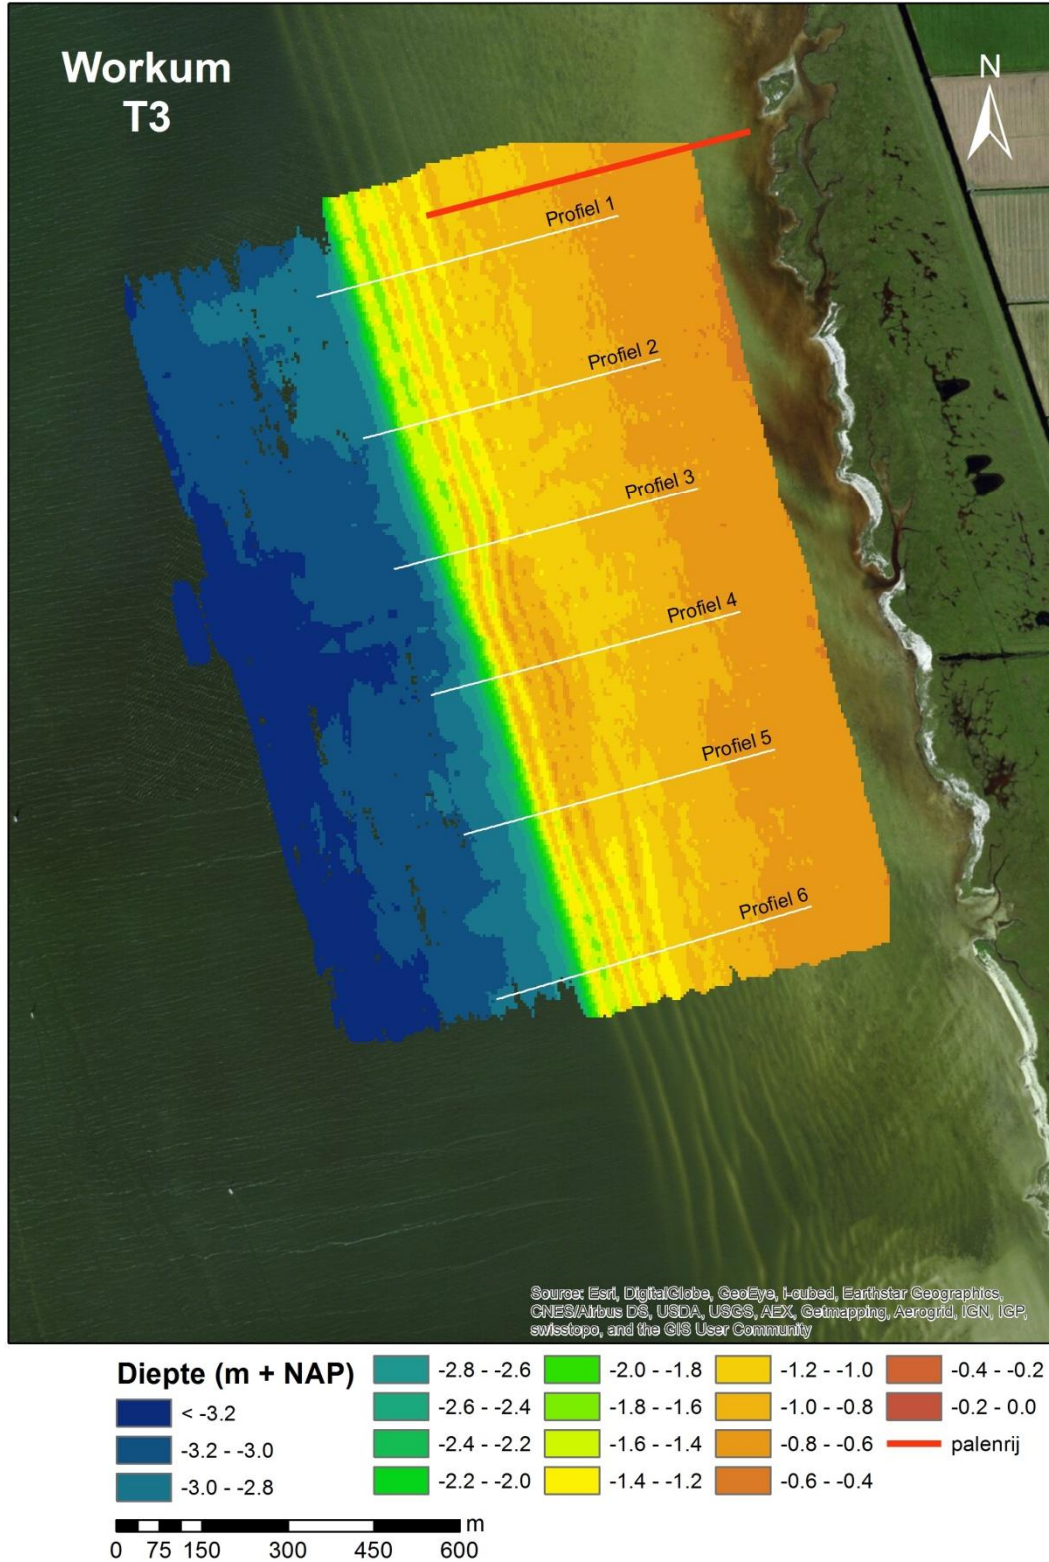 Workum
T3
N
Profiel 1
Profiel 2
Profiel 3
Profiel 4
Profiel 5
Profiel 6
Source: Esri, DigitalGlobe, GeoEye, i-cubed, Earthstar Geographics,
CNES/Airbus DS, USDA, USGS, AEX, Getmapping, Aerogrid, IGN, IGP,
swisstopo, and the GIS User Community
Diepte (m + NAP)
< -3.2
-3.2 - -3.0
-3.0 - -2.8
-2.8 - -2.6
-2.6 - -2.4
-2.4 - -2.2
-2.2 - -2.0
-2.0 - -1.8
-1.8 - -1.6
-1.6 - -1.4
-1.4 - -1.2
-1.2 - -1.0
-1.0 - -0.8
-0.8 - -0.6
-0.6 - -0.4
-0.4 - -0.2
-0.2 - 0.0
palenrij
m
0 75 150 300 450 600